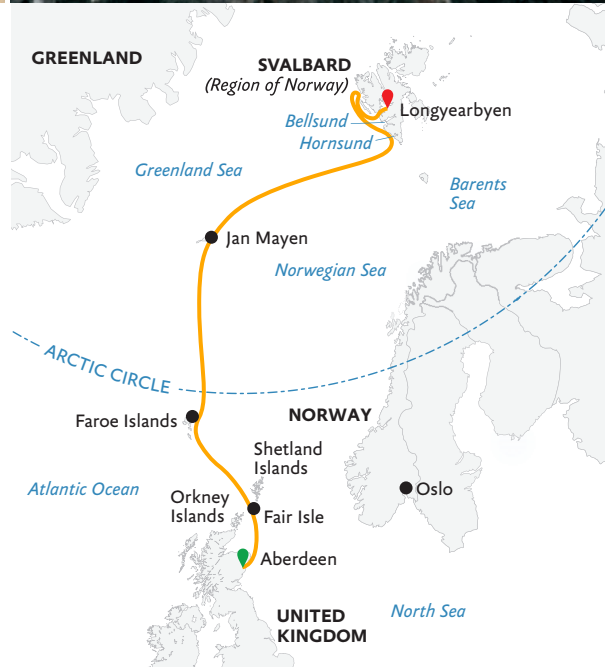 GREENLAND
SVALBARD
(Region of Norway)
Longyearbyen
Bellsund
Hornsund
Greenland Sea
Barents
Sea
Jan Mayen
Norwegian Sea
ARCTIC CIRCLE
Faroe Islands
NORWAY
Shetland
Islands
Atlantic Ocean
Orkney
Islands
Oslo
Fair Isle
Aberdeen
UNITED
KINGDOM
North Sea